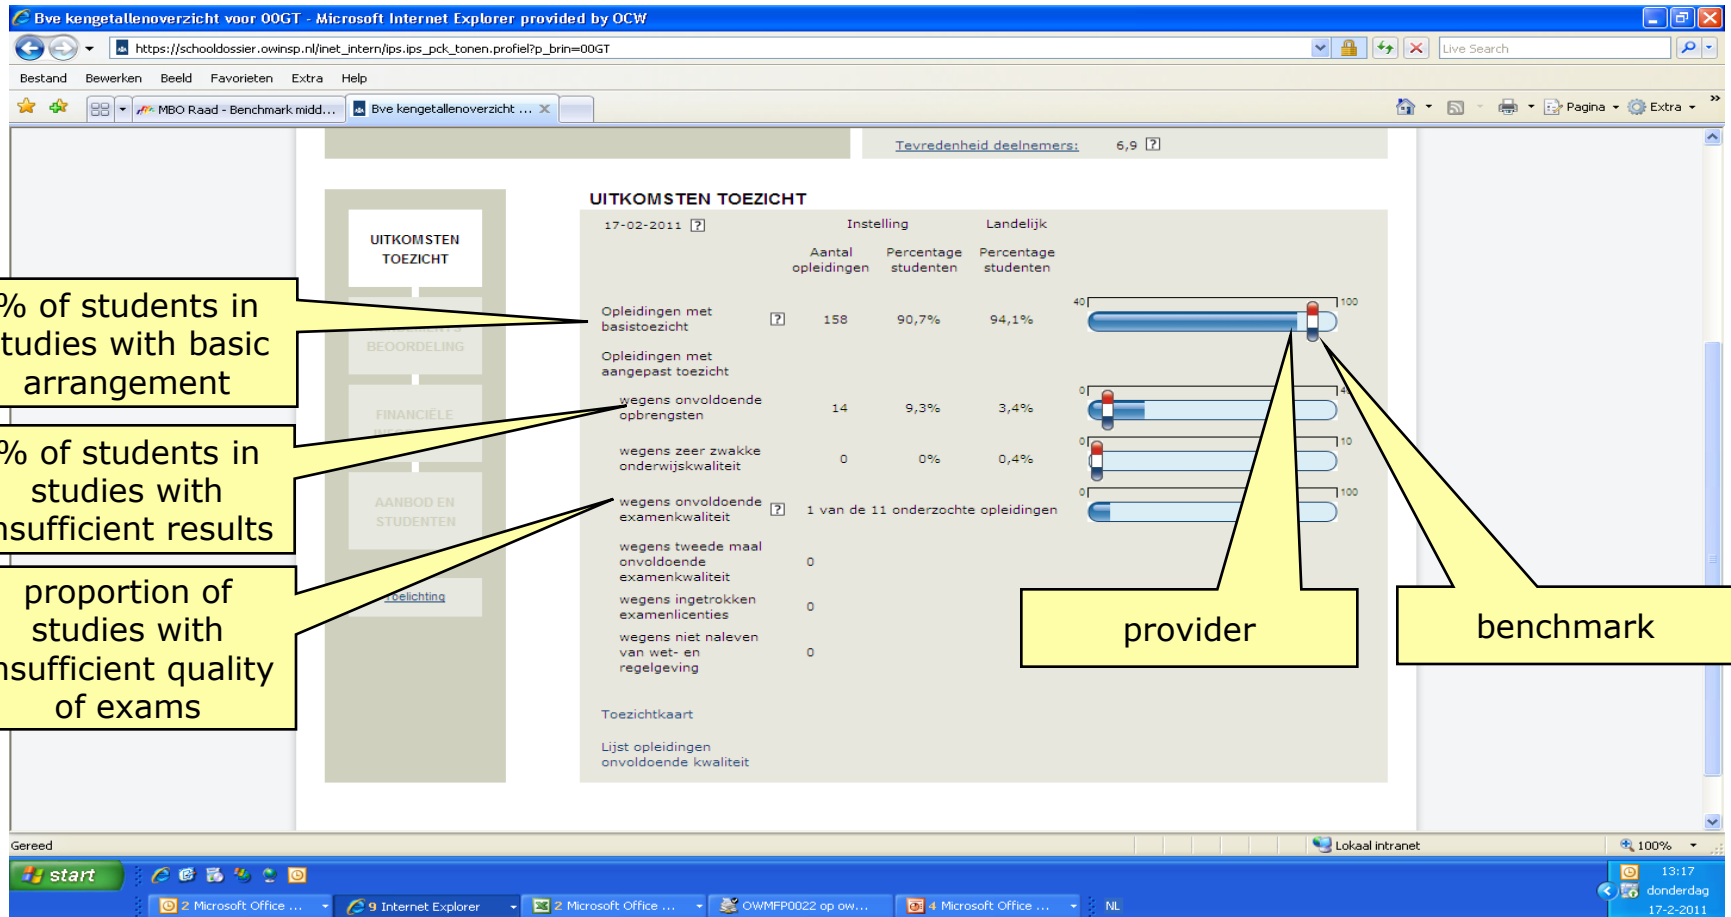 Bve kengetallenoverzicht voor 00GT - Microsoft Internet Explorer provided by OCW
https://schooldossier.owinsp.nl/inet_intern/ips.ips_pck_tonen.profiel?p_brin=00GT
Live Search
Bestand Bewerken Beeld Favorieten Extra Help
MBO Raad - Benchmark midd...
Bve kengetallenoverzicht ...
Pagina
Extra
Tevredenheid deelnemers: 6,9 ?
UITKOMSTEN TOEZICHT
17-02-2011 ? Instelling Landelijk
Aantal opleidingen
Percentage studenten
Percentage studenten
UITKOMSTEN
TOEZICHT
BEOORDELING
FINANCIËLE
AANBOD EN
STUDENTEN
Toelichting
Opleidingen met
basistoezicht ? 158 90,7% 94,1% 40 100
Opleidingen met
aangepast toezicht
wegens onvoldoende
opbrengsten 14 9,3% 3,4% 0
wegens zeer zwakke
onderwijskwaliteit 0 0% 0,4% 0 10
wegens onvoldoende
examenkwaliteit ? 1 van de 11 onderzochte opleidingen 0 100
wegens tweede maal
onvoldoende
examenkwaliteit 0
wegens ingetrokken
examenlicenties 0
wegens niet naleven
van wet- en
regelgeving 0
Toezichtkaart
Lijst opleidingen
onvoldoende kwaliteit
% of students in
tudies with basic
arrangement
% of students in
studies with
nsufficient results
proportion of
studies with
nsufficient quality
of exams
provider
benchmark
Gereed
Lokaal intranet
100%
start
2 Microsoft Office ...
9 Internet Explorer
2 Microsoft Office ...
OWMFP0022 op ow...
4 Microsoft Office ...
NL
13:17
donderdag
17-2-2011